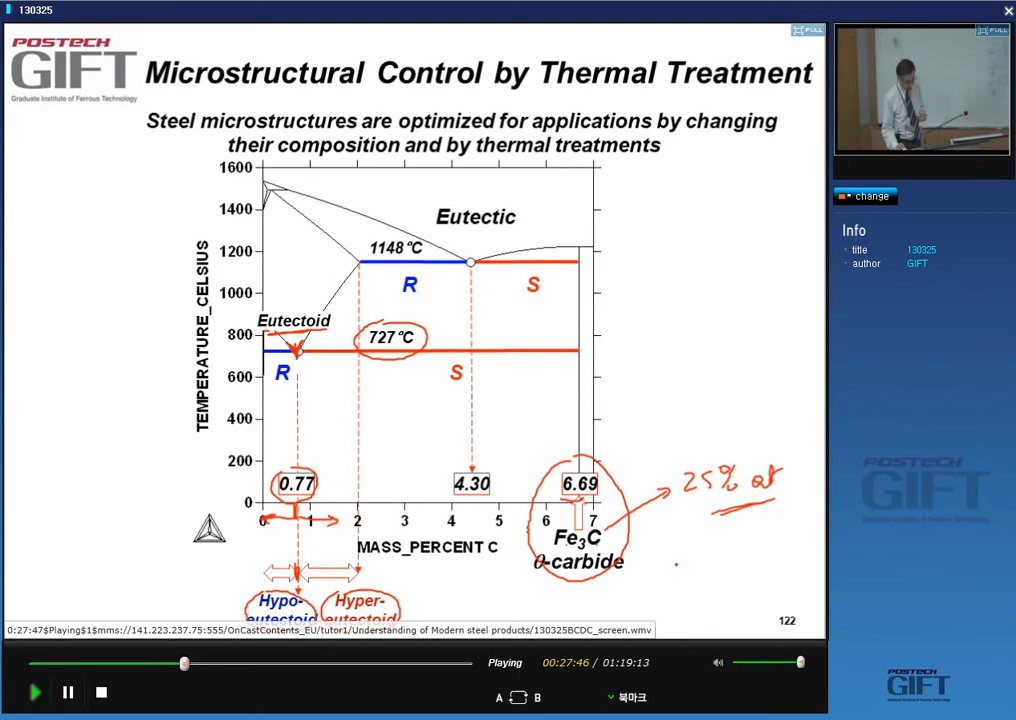 130325
POSTECH
GIFT
Graduate Institute of Ferrous Technology
Microstructural Control by Thermal Treatment
FULL
FULL
Steel microstructures are optimized for applications by changing
their composition and by thermal treatments
change
Info
title 130325
author GIFT
1600
1400
1200
1000
800
600
400
200
0
TEMPERATURE_CELSIUS
Eutectic
1148°C
R S
Eutectoid
727°C
R S
0.77 4.30 6.69
25% at
0 1 2 3 4 5 6 7
MASS_PERCENT C
Fe3C
θ-carbide
Hypo-
eutectoid
Hyper-
eutectoid
122
0:27:47$Playing$1$mms://141.223.237.75:555/OnCastContents_EU/tutor1/Understanding of Modern steel products/130325BCDC_screen.wmv
Playing 00:27:46 / 01:19:13
A B 북마크
POSTECH
GIFT